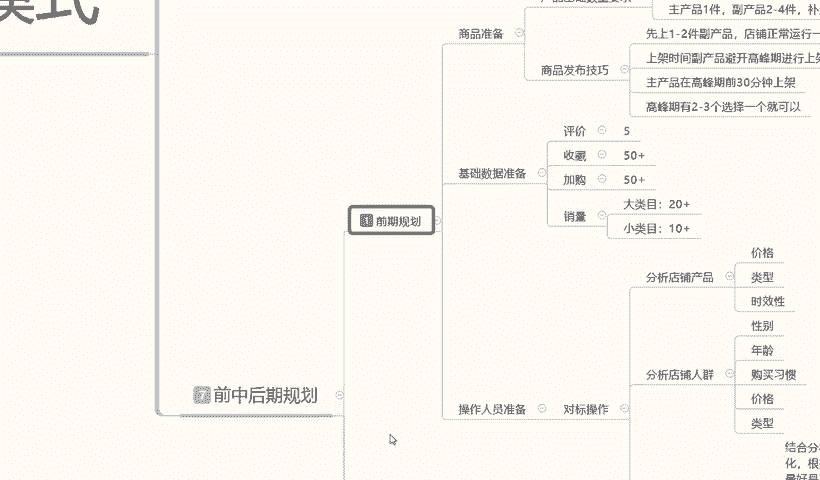 模式
主产品1件，副产品2-4件，补
商品准备
先上1-2件副产品，店铺正常运行一
上架时间副产品避开高峰期进行上架
商品发布技巧
主产品在高峰期前30分钟上架
高峰期有2-3个选择一个就可以
评价 5
收藏 50+
基础数据准备
加购 50+
大类目：20+
销量
小类目：10+
1 前期规划
价格
分析店铺产品
类型
时效性
性别
年龄
分析店铺人群
购买习惯
7 前中后期规划
价格
操作人员准备
对标操作
类型
结合分
化，根